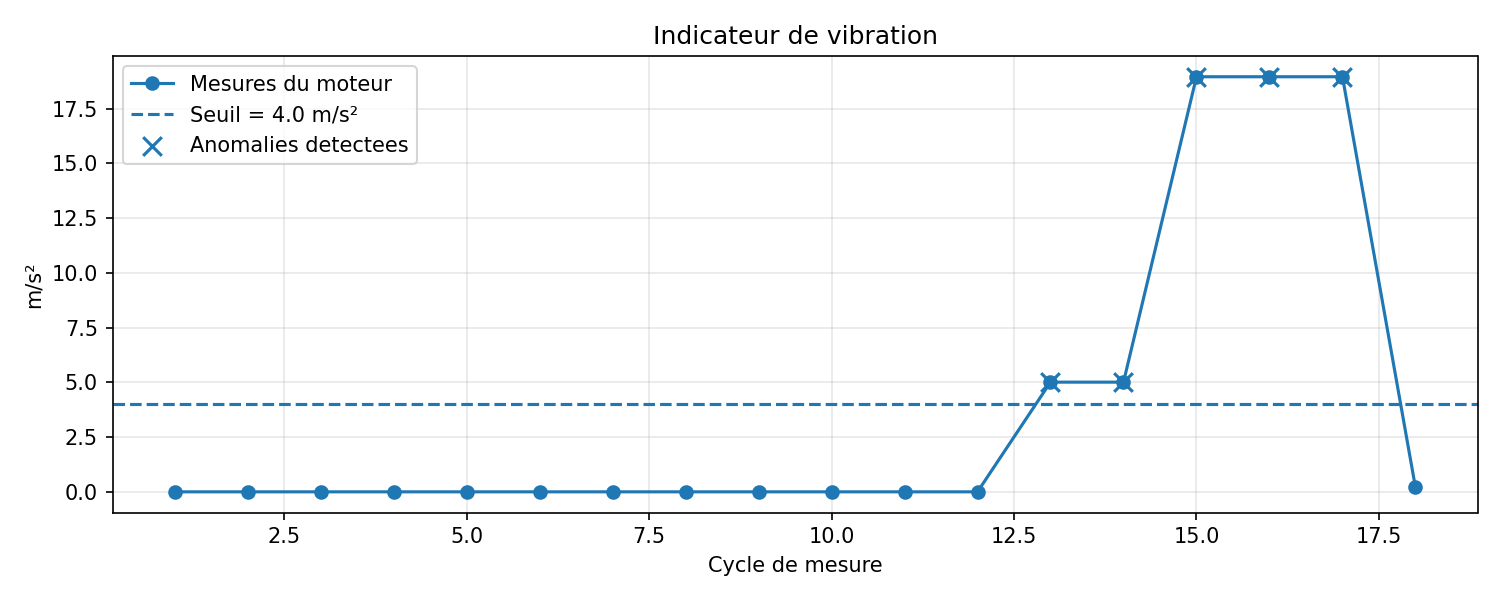 Indicateur de vibration
Mesures du moteur
Seuil = 4.0 m/s²
Anomalies detectees
17.5
15.0
12.5
10.0
7.5
5.0
2.5
0.0
m/s²
2.5 5.0 7.5 10.0 12.5 15.0 17.5
Cycle de mesure